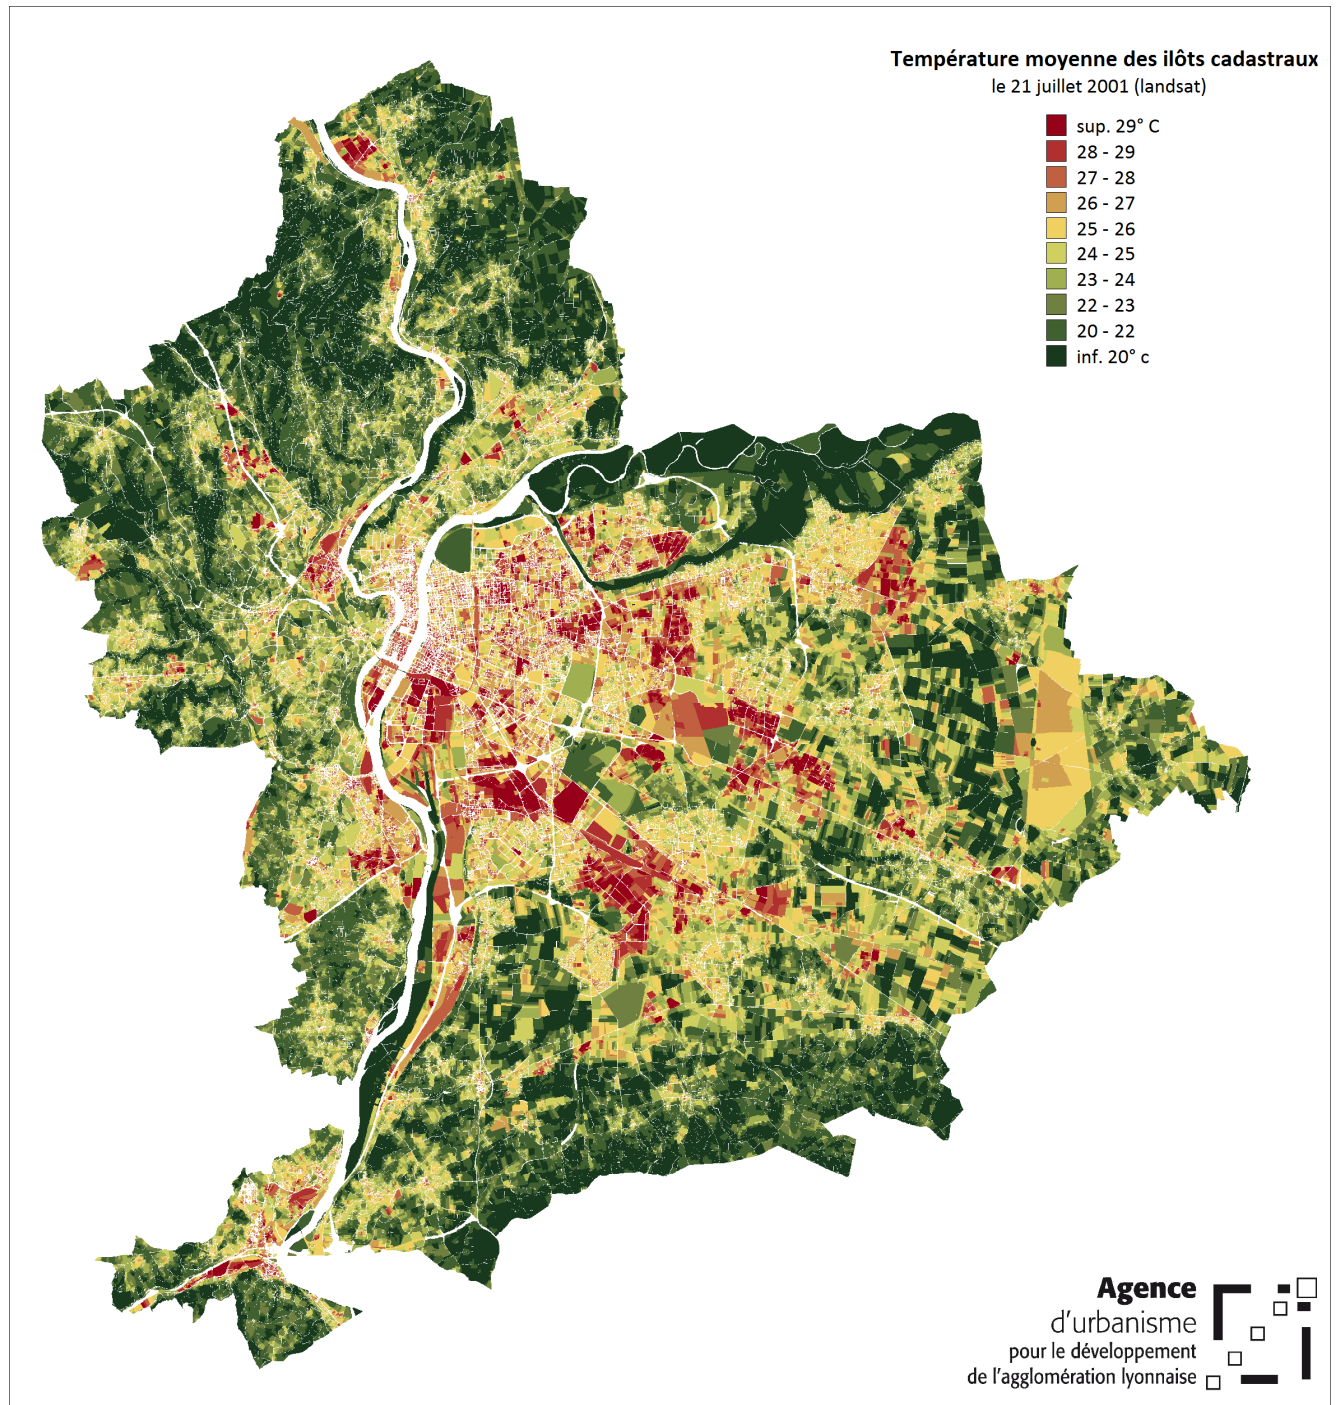 Température moyenne des ilôts cadastraux
le 21 juillet 2001 (landsat)
sup. 29° C
28 - 29
27 - 28
26 - 27
25 - 26
24 - 25
23 - 24
22 - 23
20 - 22
inf. 20° c
Agence
d'urbanisme
pour le développement
de l'agglomération lyonnaise